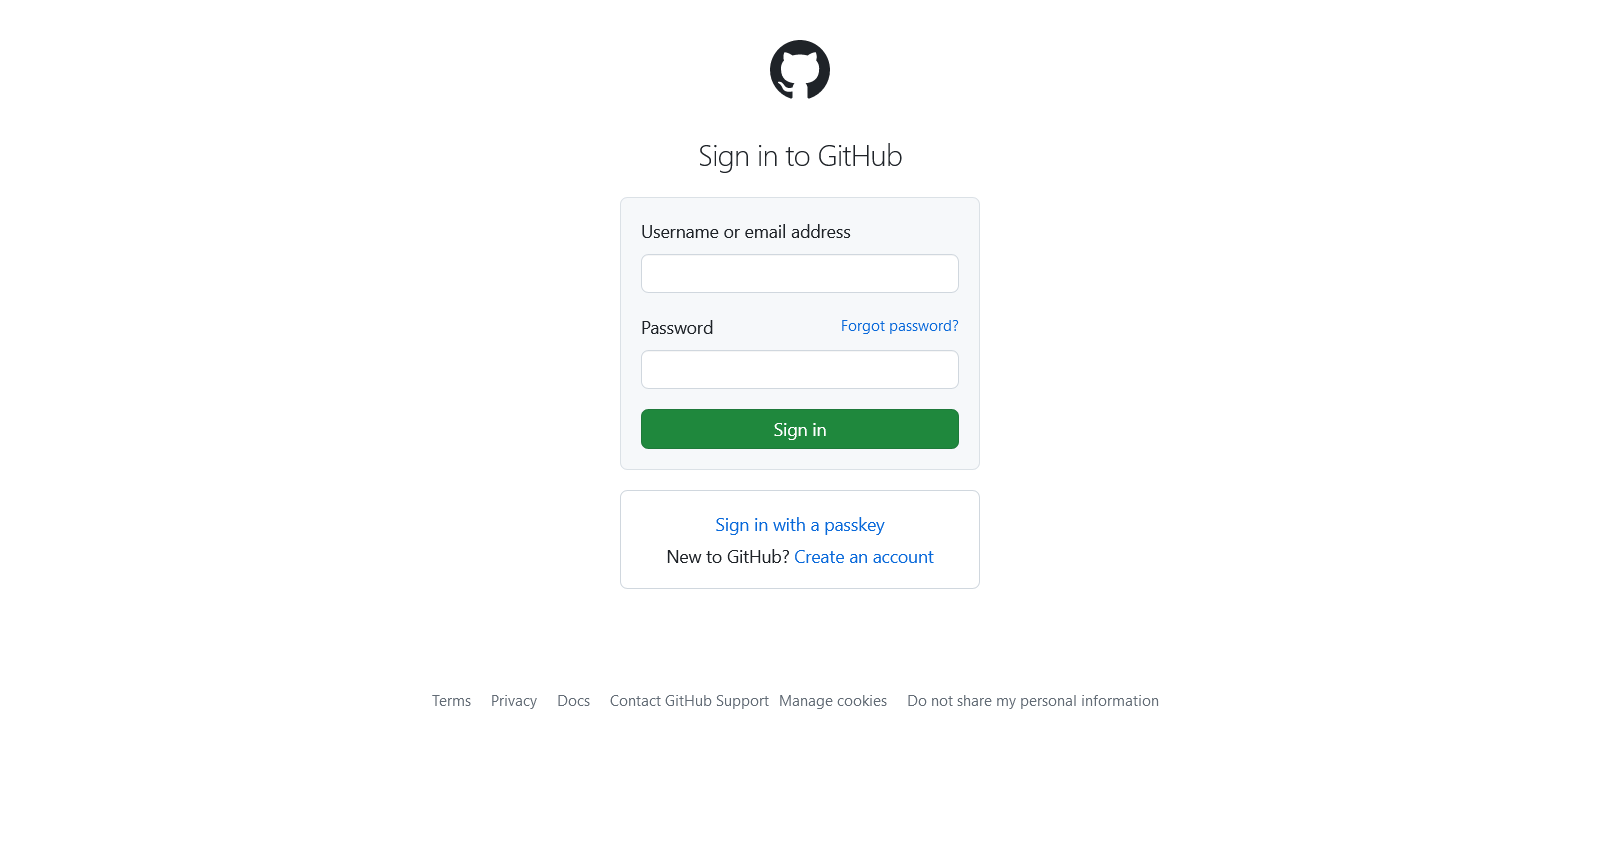 Sign in to GitHub
Username or email address
Password Forgot password?
Sign in
Sign in with a passkey
New to GitHub? Create an account
Terms Privacy Docs Contact GitHub Support Manage cookies Do not share my personal information